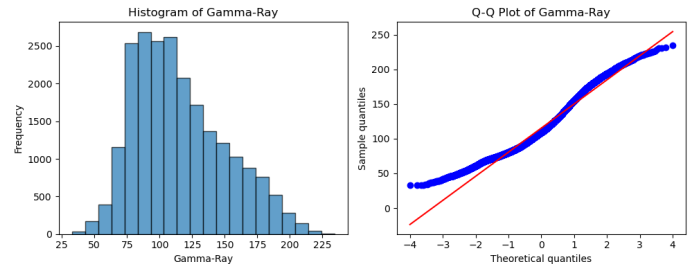 Histogram of Gamma-Ray
Frequency
2500
2000
1500
1000
500
0
25 50 75 100 125 150 175 200 225
Gamma-Ray
Q-Q Plot of Gamma-Ray
Sample quantiles
250
200
150
100
50
0
−4 −3 −2 −1 0 1 2 3 4
Theoretical quantiles